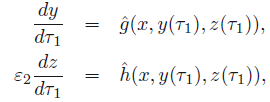 dy/dτ₁ = ĝ(x, y(τ₁), z(τ₁)),
ε₂ dz/dτ₁ = ĥ(x, y(τ₁), z(τ₁)),